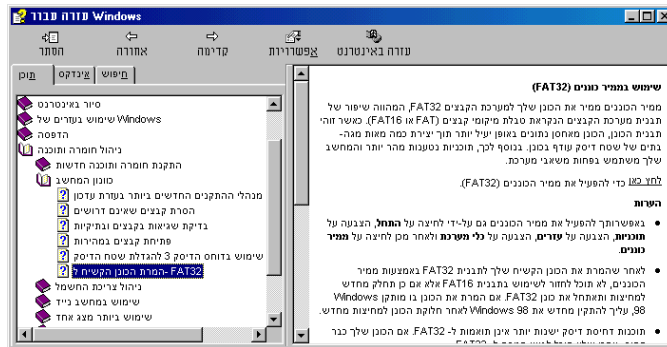 עזרה עבור Windows
הסתר
אחורה
קדימה
אפשרויות
עזרה באינטרנט
תוכן
אינדקס
חיפוש
סיור באינטרנט
שימוש בעזרים של Windows
הדפסה
ניהול חומרה ותוכנה
התקנת חומרה ותוכנה חדשות
כוונון המחשב
מנהלי ההתקנים החדשים ביותר בעזרת עדכון
הסרת קבצים שאינם דרושים
בדיקת שגיאות בקבצים ובתיקיות
פתיחת קבצים במהירות
שימוש בדוחס הדיסק 3 להגדלת שטח הדיסק
המרת הכונן הקשיח ל- FAT32
ניהול צריכת החשמל
שימוש במחשב נייד
שימוש ביותר מצג אחד
שימוש בממיר כוננים (FAT32)
ממיר הכוננים ממיר את הכונן שלך למערכת הקבצים FAT32, המהווה שיפור של
תבנית מערכת הקבצים הנקראת טבלת מיקומי קבצים (FAT או FAT16). כאשר זוהי
תבנית הכונן, הכונן מאחסן נתונים באופן יעיל יותר תוך יצירת כמה מאות מגה-
בתים של שטח דיסק עודף בכונן. בנוסף לכך, תוכניות נטענות מהר יותר והמחשב
שלך משתמש בפחות משאבי מערכת.
לחץ כאן כדי להפעיל את ממיר הכוננים (FAT32).
הערות
באפשרותך להפעיל את ממיר הכוננים גם על-ידי לחיצה על התחל, הצבעה על
תוכניות, הצבעה על עזרים, הצבעה על כלי מערכת ולאחר מכן לחיצה על ממיר
כוננים.
לאחר שהמרת את הכונן הקשיח שלך לתבנית FAT32 באמצעות ממיר
הכוננים, לא תוכל לחזור לשימוש בתבנית FAT16 אלא אם כן תחלק מחדש
למחיצות ותאתחל את כונן FAT32. אם המרת את הכונן בו מותקן Windows
98, עליך להתקין מחדש את Windows 98 לאחר חלוקת הכונן למחיצות מחדש.
תוכנות דחיסת דיסק ישנות יותר אינן תואמות ל- FAT32. אם הכונן שלך כבר